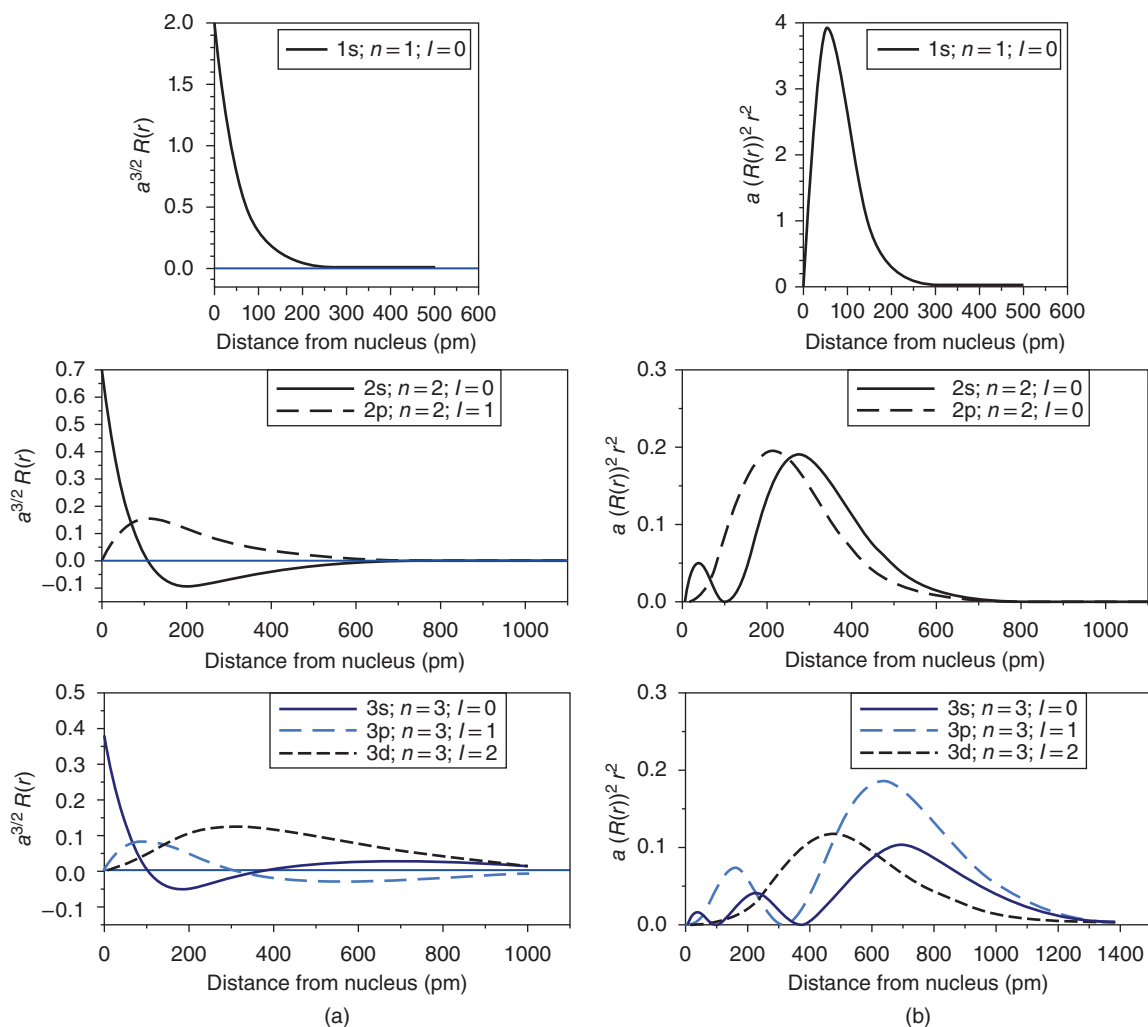 2.0
1.5
1.0
0.5
0.0
a^{3/2} R(r)
1s; n=1; l=0
0 100 200 300 400 500 600
Distance from nucleus (pm)
4
3
2
1
0
a (R(r))² r²
1s; n=1; l=0
0 100 200 300 400 500 600
Distance from nucleus (pm)
0.7
0.6
0.5
0.4
0.3
0.2
0.1
0.0
−0.1
a^{3/2} R(r)
2s; n=2; l=0
2p; n=2; l=1
0 200 400 600 800 1000
Distance from nucleus (pm)
0.3
0.2
0.1
0.0
a (R(r))² r²
2s; n=2; l=0
2p; n=2; l=0
0 200 400 600 800 1000
Distance from nucleus (pm)
0.5
0.4
0.3
0.2
0.1
0.0
−0.1
a^{3/2} R(r)
3s; n=3; l=0
3p; n=3; l=1
3d; n=3; l=2
0 200 400 600 800 1000
Distance from nucleus (pm)
(a)
0.3
0.2
0.1
0.0
a (R(r))² r²
3s; n=3; l=0
3p; n=3; l=1
3d; n=3; l=2
0 200 400 600 800 1000 1200 1400
Distance from nucleus (pm)
(b)